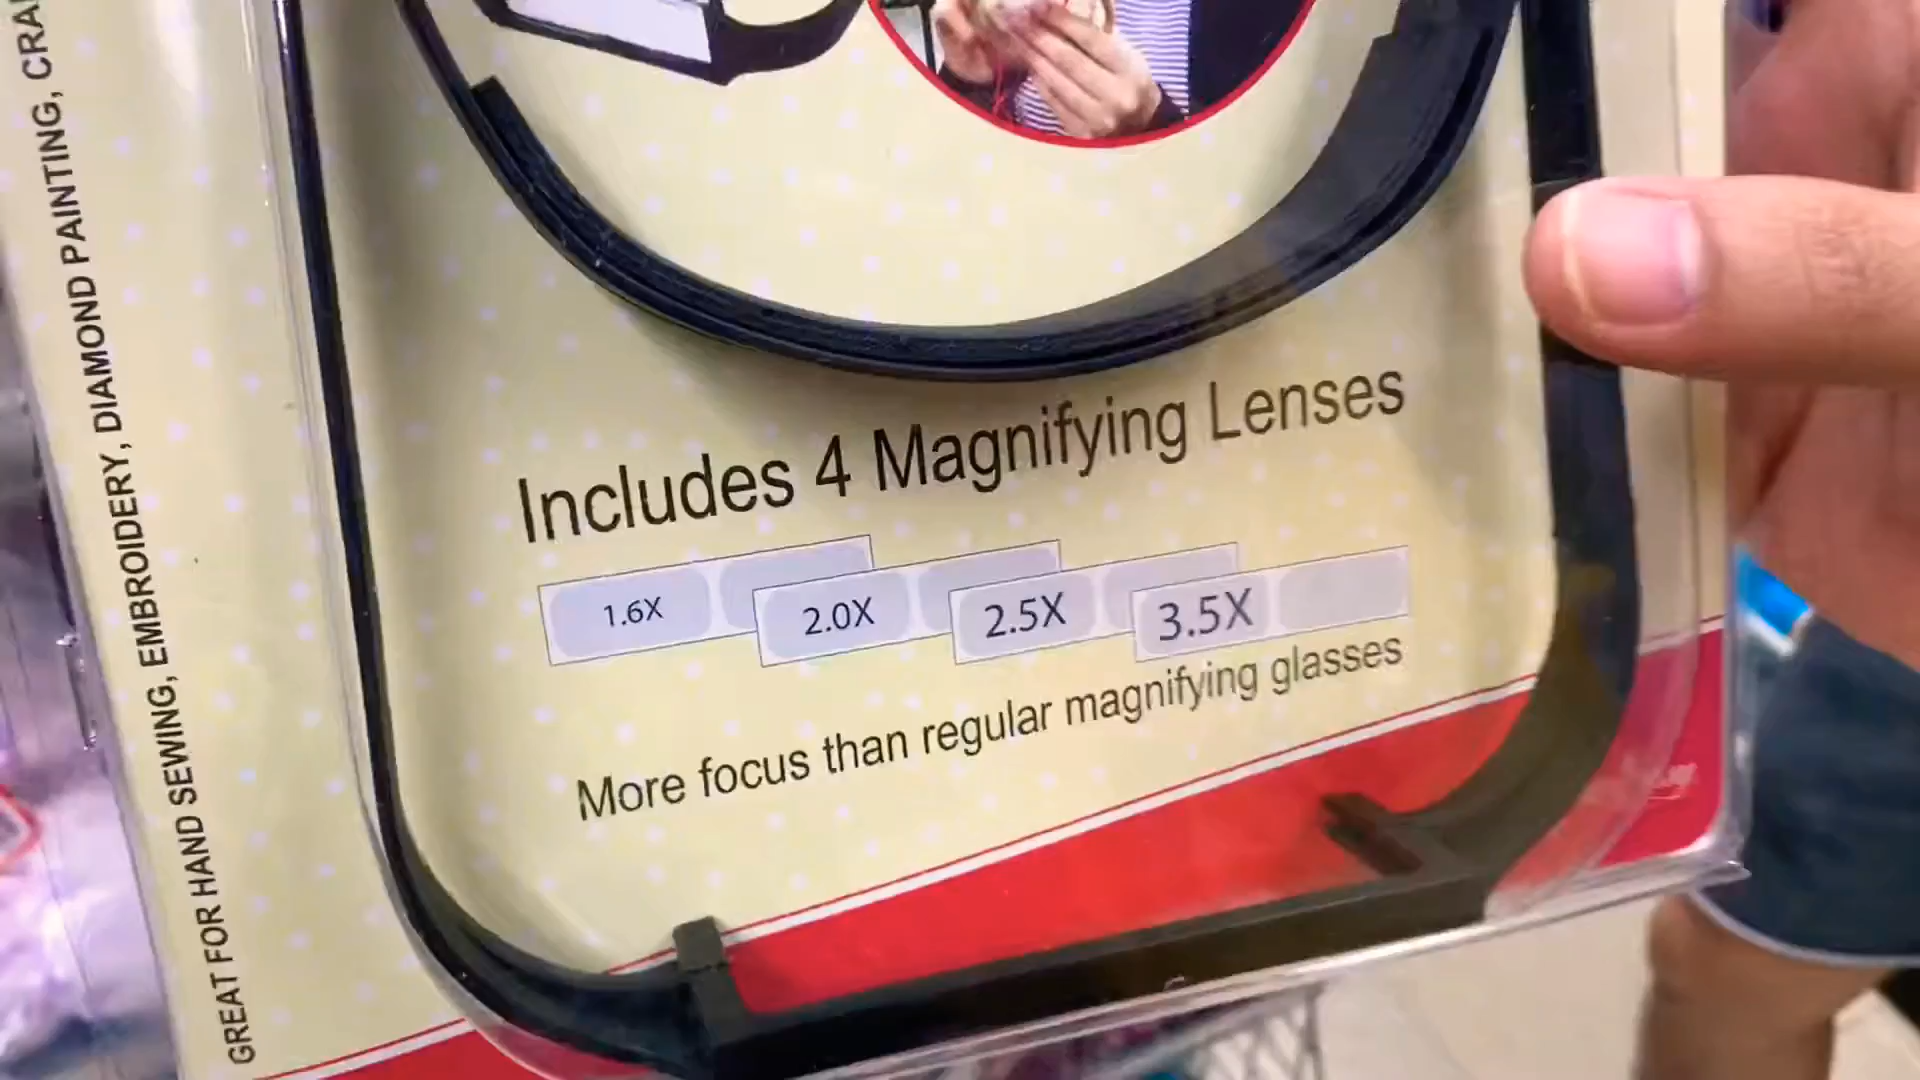 GREAT FOR HAND SEWING, EMBROIDERY, DIAMOND PAINTING,
Includes 4 Magnifying Lenses
1.6X 2.0X 2.5X 3.5X
More focus than regular magnifying glasses